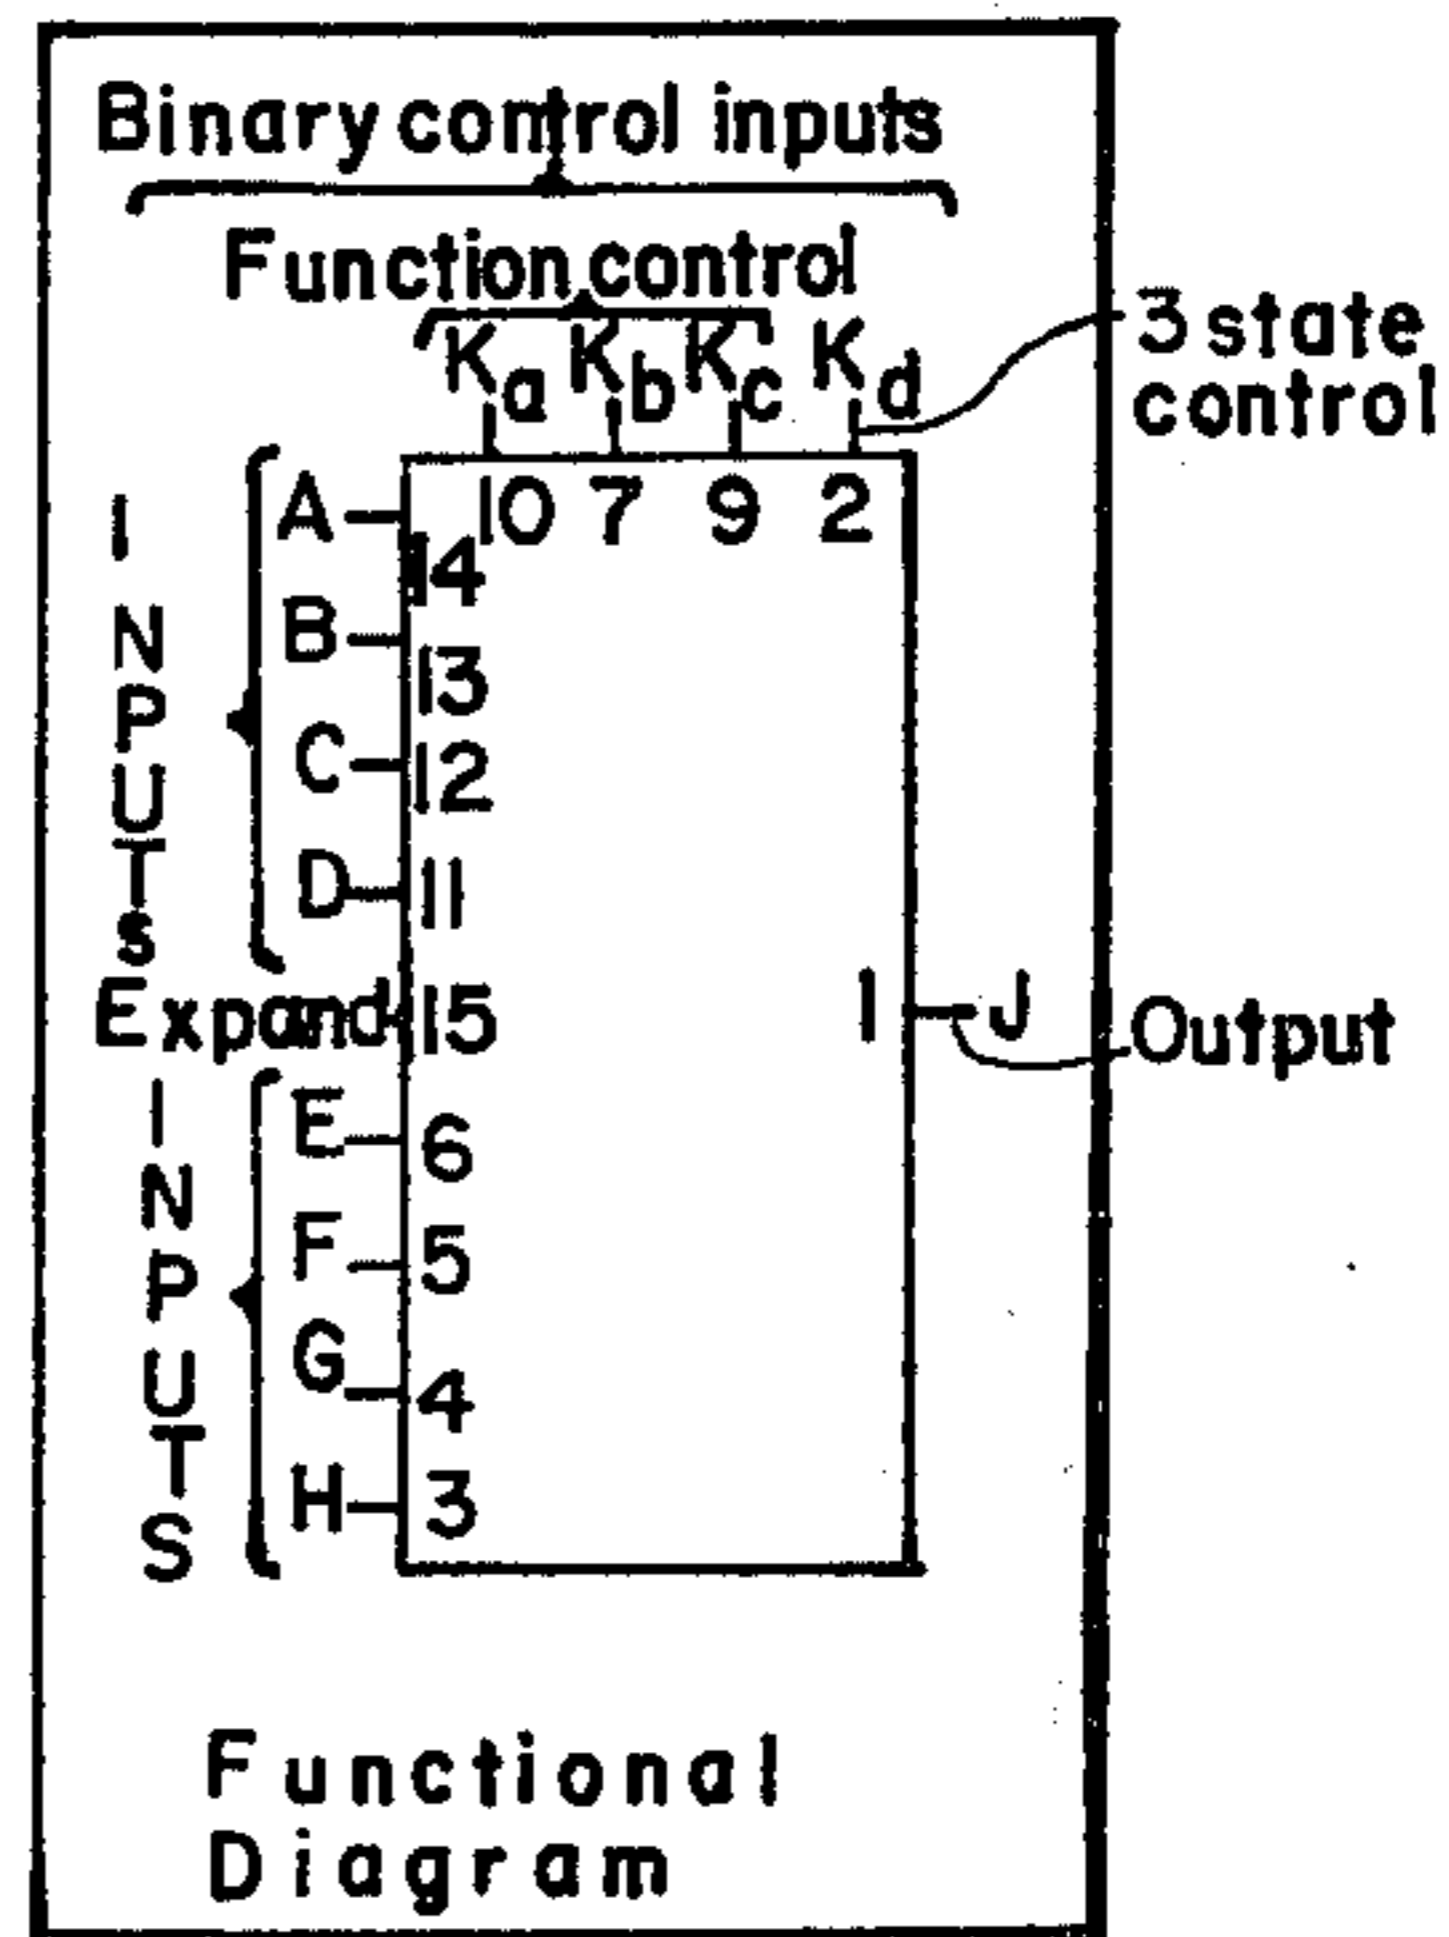 Binary control inputs
Function control
Ka Kb Kc Kd
3 state
control
10 7 9 2
INPUTS
A 14
B 13
C 12
D 11
Expand 15
1 J
Output
INPUTS
E 6
F 5
G 4
H 3
Functional
Diagram